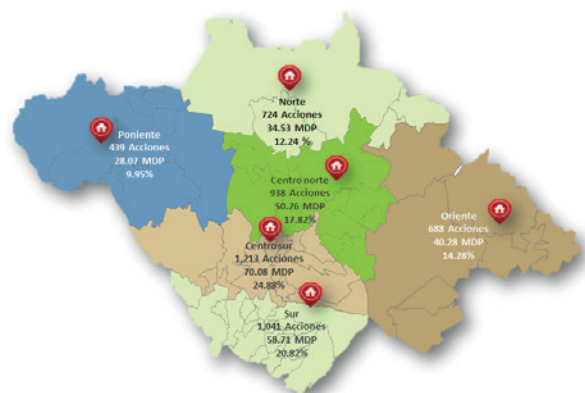 Norte
724 Acciones
34.53 MDP
12.24 %
Poniente
439 Acciones
28.07 MDP
9.95%
Centro norte
938 Acciones
50.26 MDP
17.82%
Oriente
688 Acciones
40.28 MDP
14.28%
Centro sur
1,213 Acciones
70.08 MDP
24.88%
Sur
1,041 Acciones
58.71 MDP
20.82%